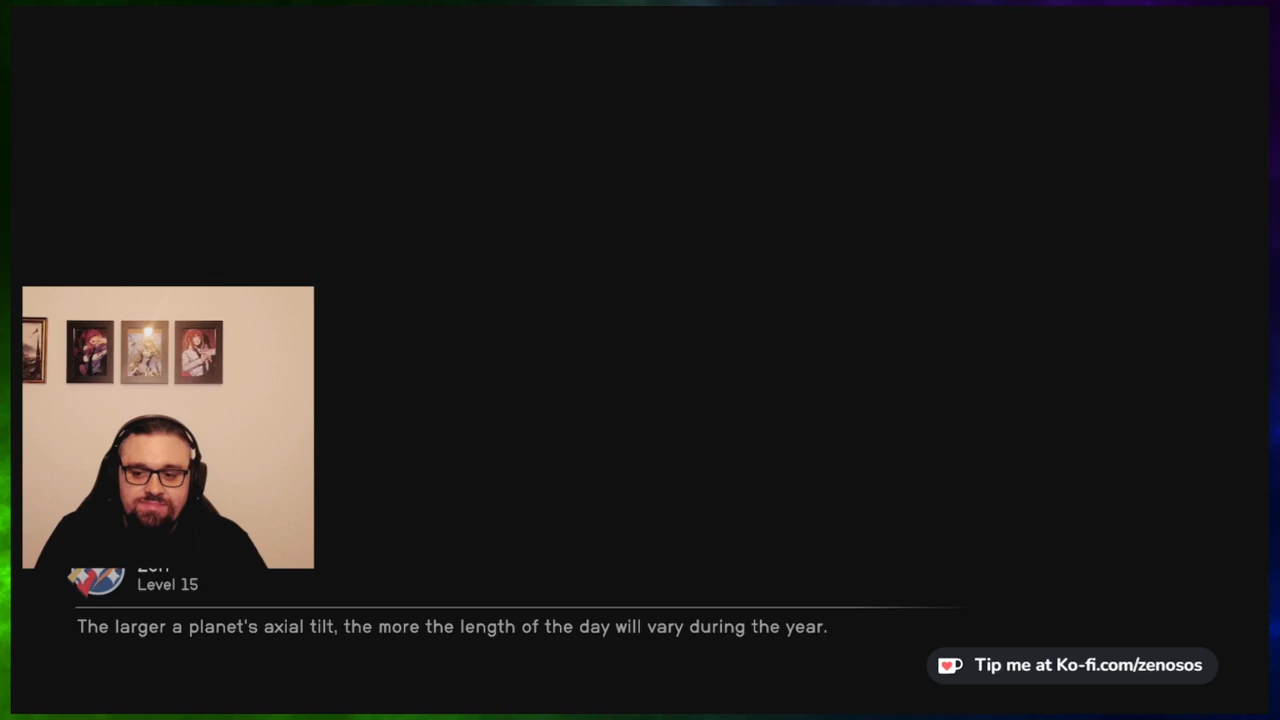 Level 15
The larger a planet's axial tilt, the more the length of the day will vary during the year.
Tip me at Ko-fi.com/zenosos